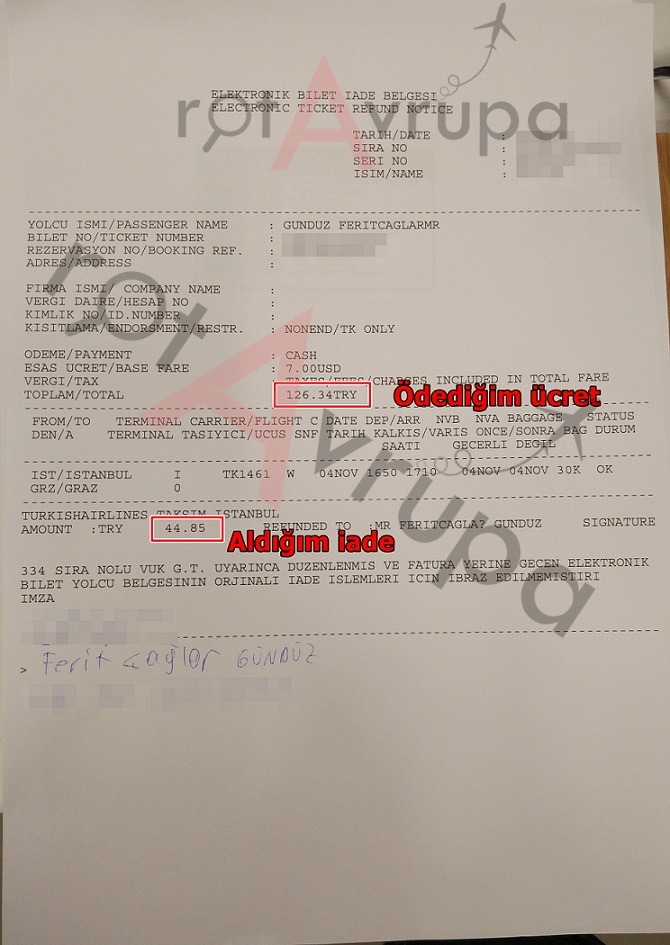 ELEKTRONIK BILET IADE BELGESI
ELECTRONIC TICKET REFUND NOTICE
rotAvrupa
TARIH/DATE :
SIRA NO :
SERI NO :
ISIM/NAME :
YOLCU ISMI/PASSENGER NAME : GUNDUZ FERITCAGLARMR
BILET NO/TICKET NUMBER :
REZERVASYON NO/BOOKING REF. :
ADRES/ADDRESS :
FIRMA ISMI/ COMPANY NAME :
VERGI DAIRE/HESAP NO :
KIMLIK NO/ID.NUMBER :
KISITLAMA/ENDORSMENT/RESTR. : NONEND/TK ONLY
rotAvrupa
ODEME/PAYMENT : CASH
ESAS UCRET/BASE FARE : 7.00USD
VERGI/TAX : TAXES/FEES/CHARGES INCLUDED IN TOTAL FARE
TOPLAM/TOTAL : 126.34TRY Ödediğim ücret
FROM/TO TERMINAL CARRIER/FLIGHT C DATE DEP/ARR NVB NVA BAGGAGE STATUS
DEN/A TERMINAL TASIYICI/UCUS SNF TARIH KALKIS/VARIS ONCE/SONRA BAG DURUM
SAATI GECERLI DEGIL
IST/ISTANBUL I TK1461 W 04NOV 1650 1710 04NOV 04NOV 30K OK
GRZ/GRAZ 0
TURKISHAIRLINES TAKSIM ISTANBUL
AMOUNT :TRY 44.85 REFUNDED TO :MR FERITCAGLA? GUNDUZ SIGNATURE
Aldığım iade
334 SIRA NOLU VUK G.T. UYARINCA DUZENLENMIS VE FATURA YERINE GECEN ELEKTRONIK
BILET YOLCU BELGESININ ORJINALI IADE ISLEMLERI ICIN IBRAZ EDILMEMISTIRI
IMZA
> Ferit Çağlar GÜNDÜZ